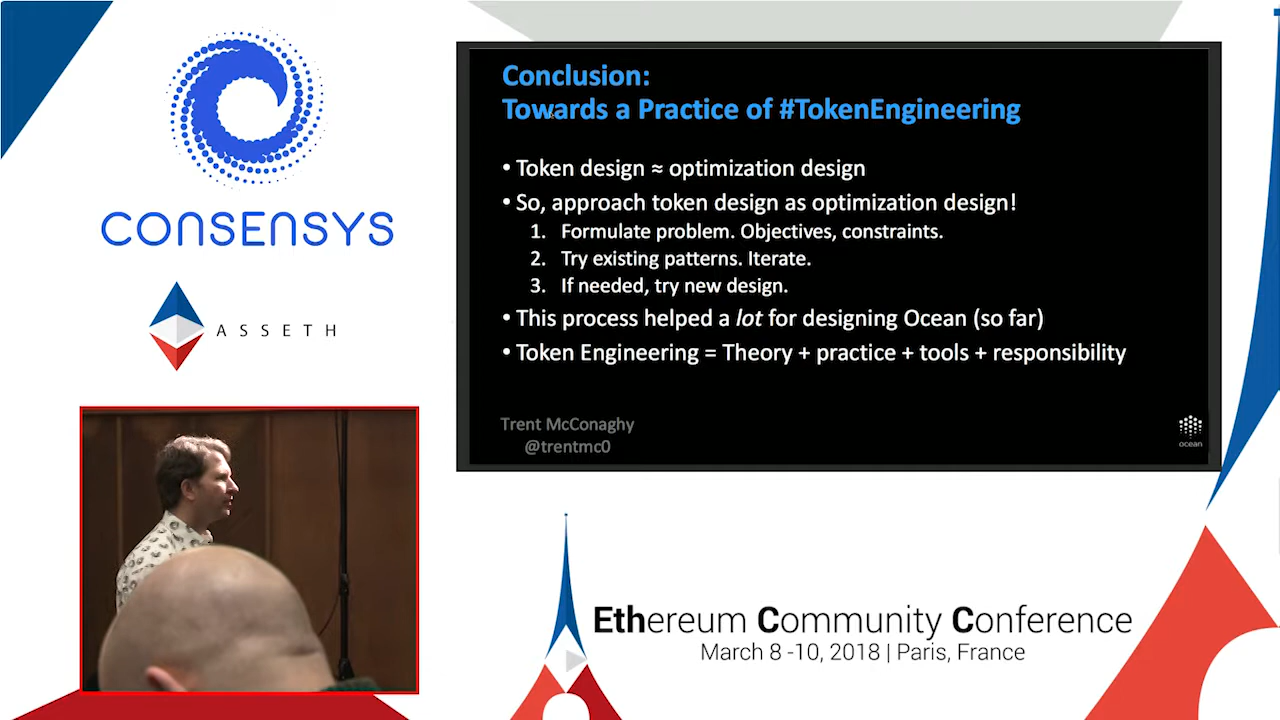 CONSENSYS
ASSETH
Conclusion:
Towards a Practice of #TokenEngineering
• Token design ≈ optimization design
• So, approach token design as optimization design!
1. Formulate problem. Objectives, constraints.
2. Try existing patterns. Iterate.
3. If needed, try new design.
• This process helped a lot for designing Ocean (so far)
• Token Engineering = Theory + practice + tools + responsibility
Trent McConaghy
@trentmc0
ocean
Ethereum Community Conference
March 8 -10, 2018 | Paris, France